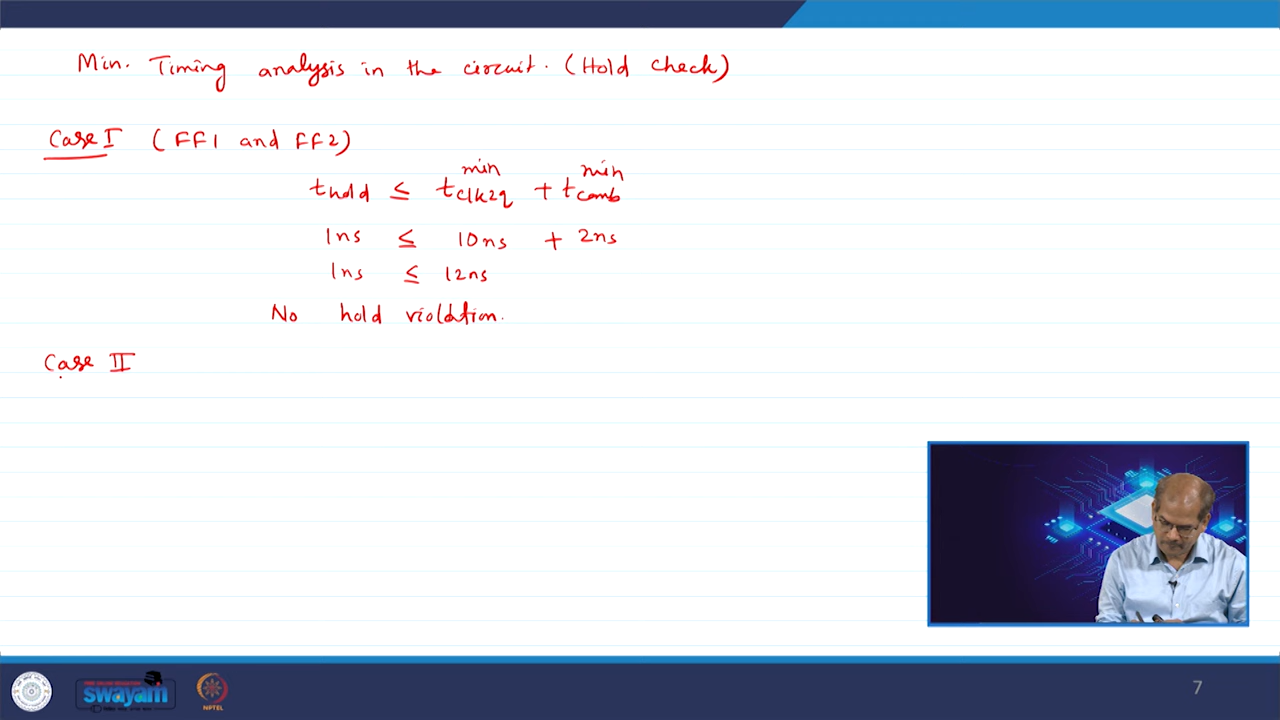 Min. Timing analysis in the circuit. (Hold check)
Case I (FF1 and FF2)
thold ≤ tclk2q min + tcomb min
1ns ≤ 10ns + 2ns
1ns ≤ 12ns
No hold violation.
Case II
swayam
NPTEL
7